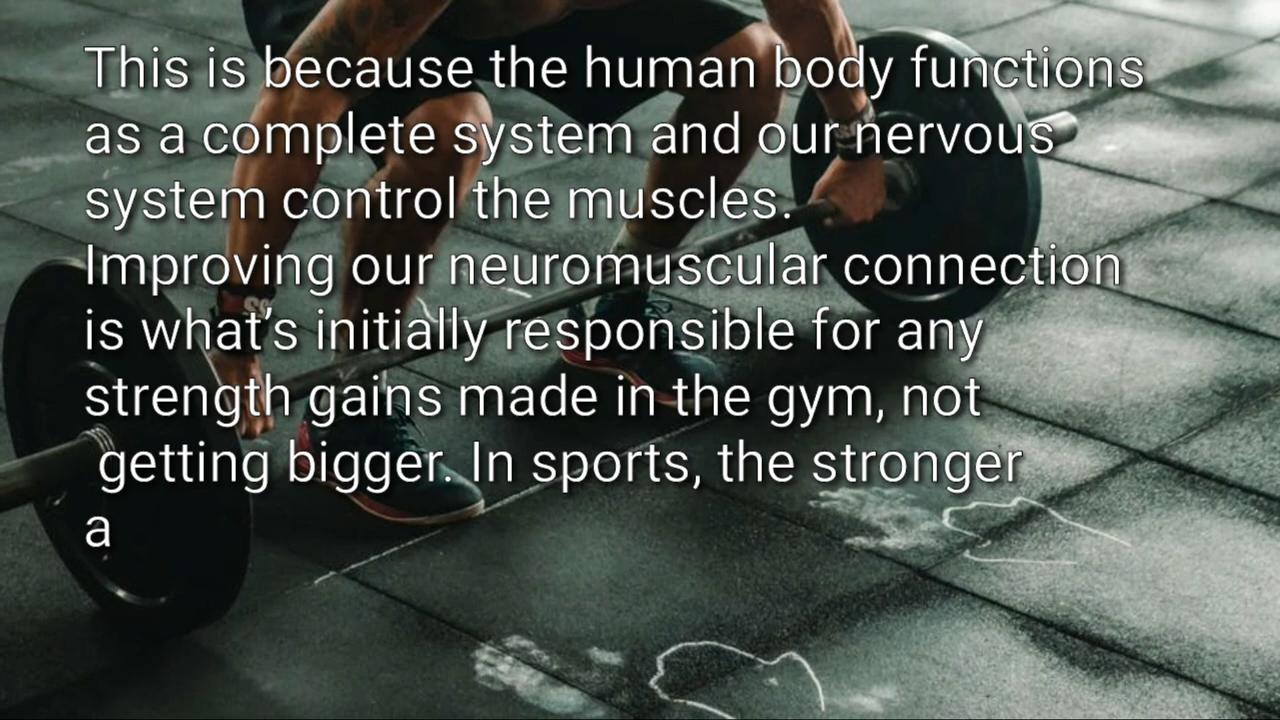 This is because the human body functions
as a complete system and our nervous
system control the muscles.
Improving our neuromuscular connection
is what’s initially responsible for any
strength gains made in the gym, not
getting bigger. In sports, the stronger
a